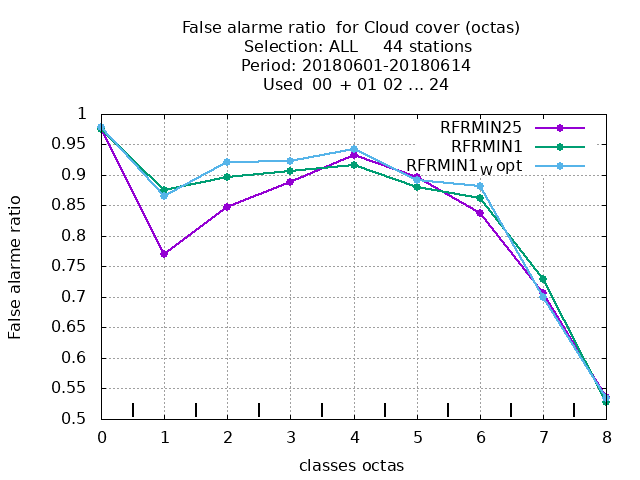 False alarme ratio  for Cloud cover (octas)
Selection: ALL     44 stations
Period: 20180601-20180614
Used  00 + 01 02 ... 24
RFRMIN25
RFRMIN1
RFRMIN1w opt
False alarme ratio
1
0.95
0.9
0.85
0.8
0.75
0.7
0.65
0.6
0.55
0.5
0 1 2 3 4 5 6 7 8
classes octas